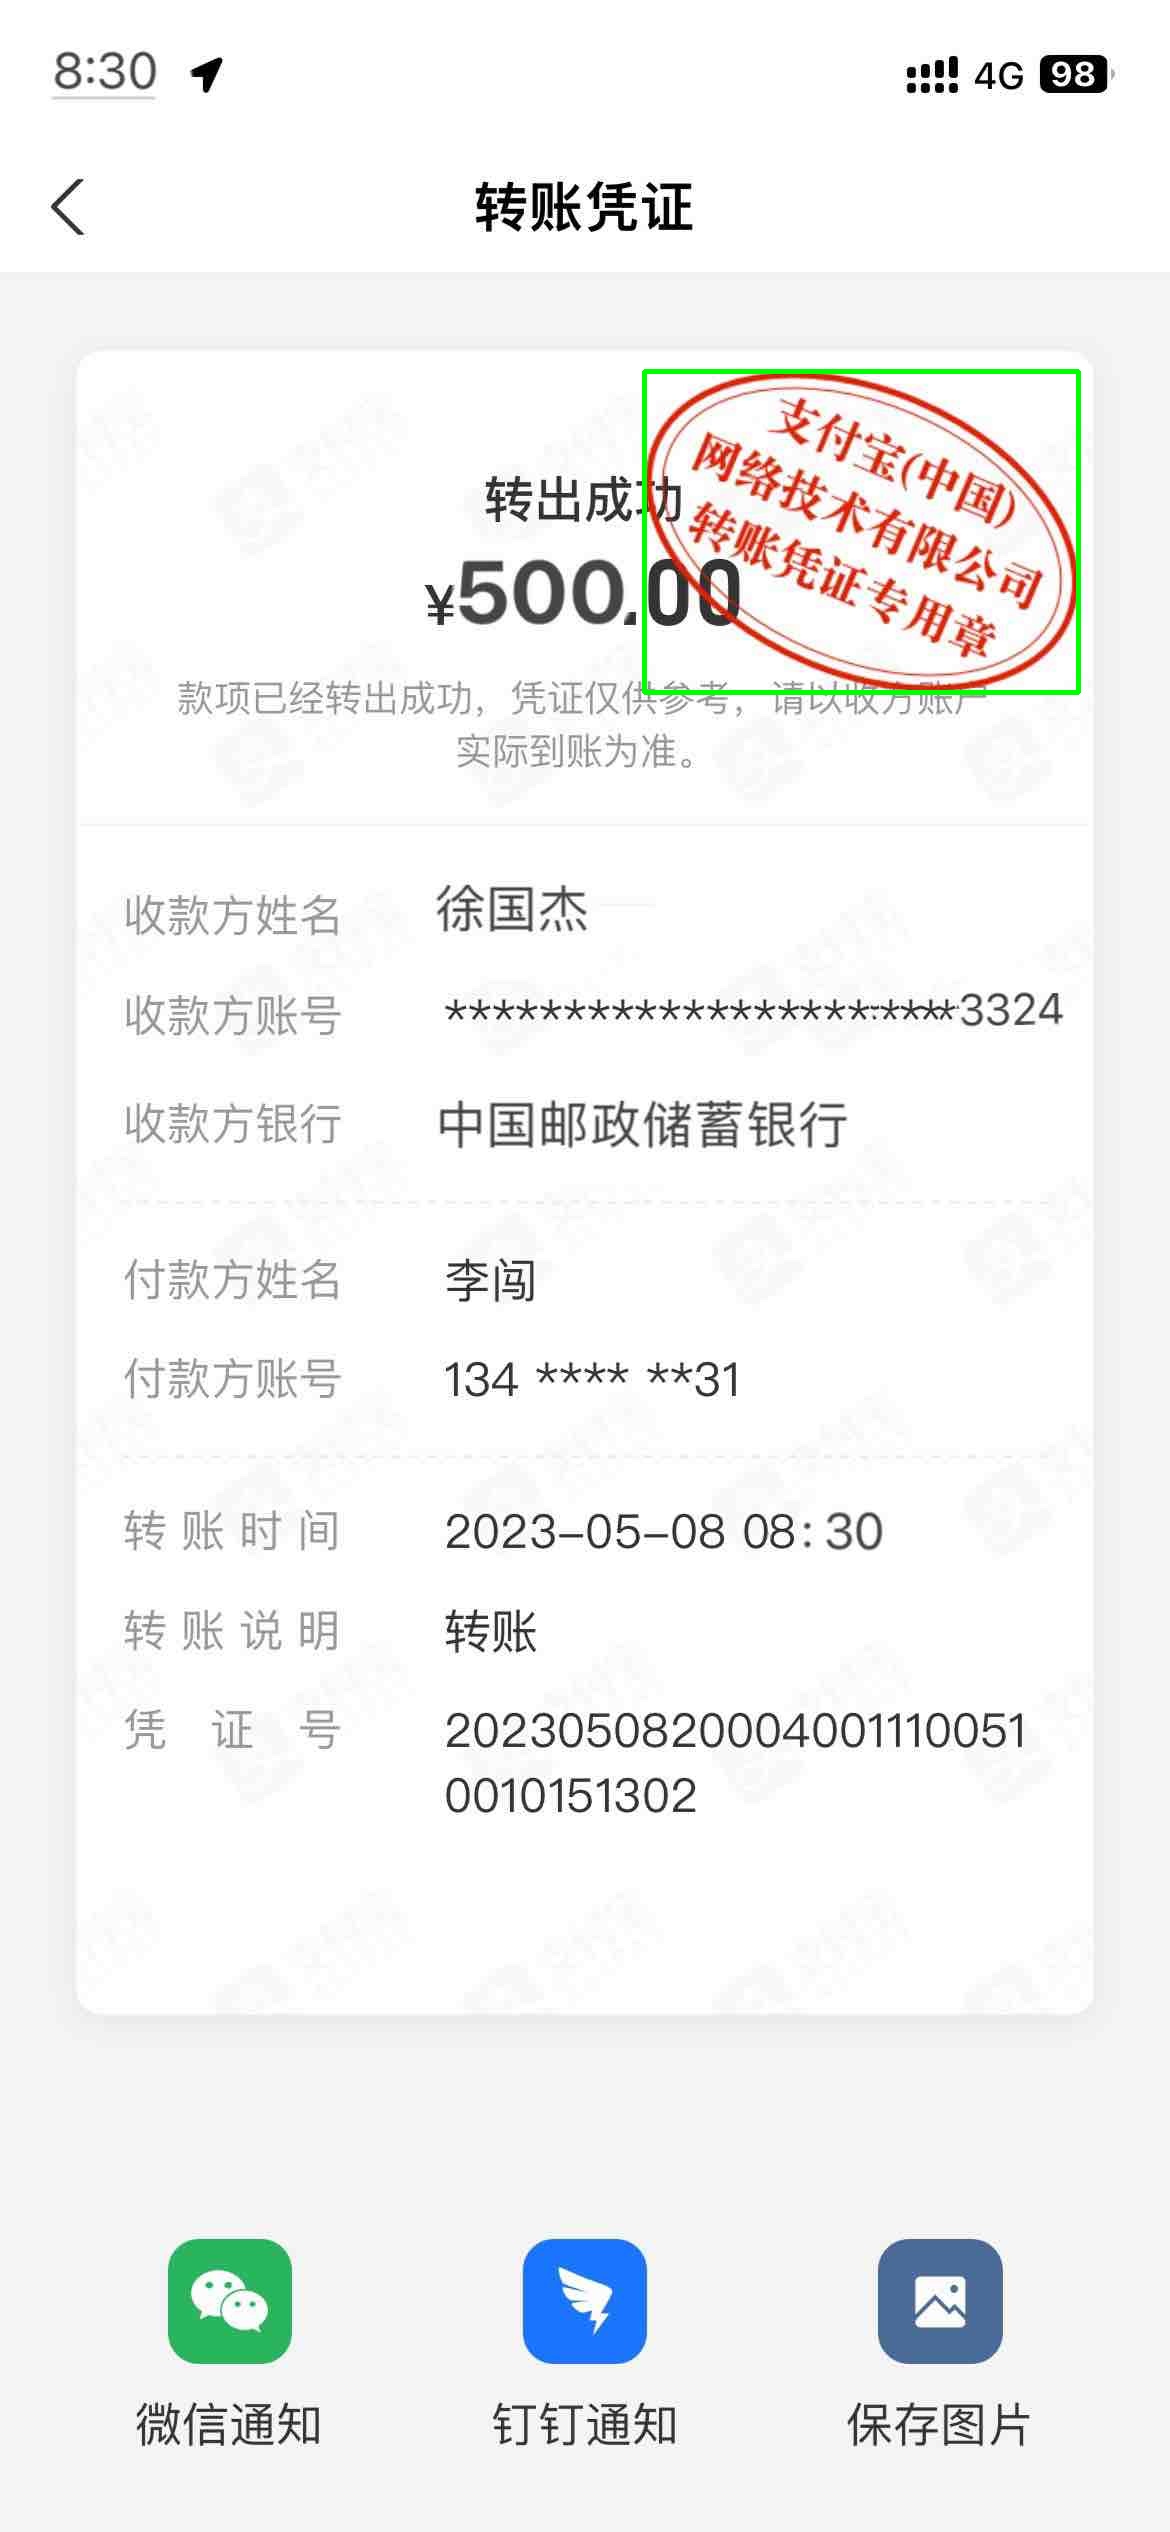 8:30
4G 98
转账凭证
支付宝(中国)
网络技术有限公司
转账凭证专用章
转出成功
¥500.00
款项已经转出成功，凭证仅供参考，请以收方账户
实际到账为准。
收款方姓名 徐国杰
收款方账号 **********************3324
收款方银行 中国邮政储蓄银行
付款方姓名 李闯
付款方账号 134 **** **31
转账时间 2023-05-08 08:30
转账说明 转账
凭证号 2023050820004001110051
0010151302
微信通知 钉钉通知 保存图片